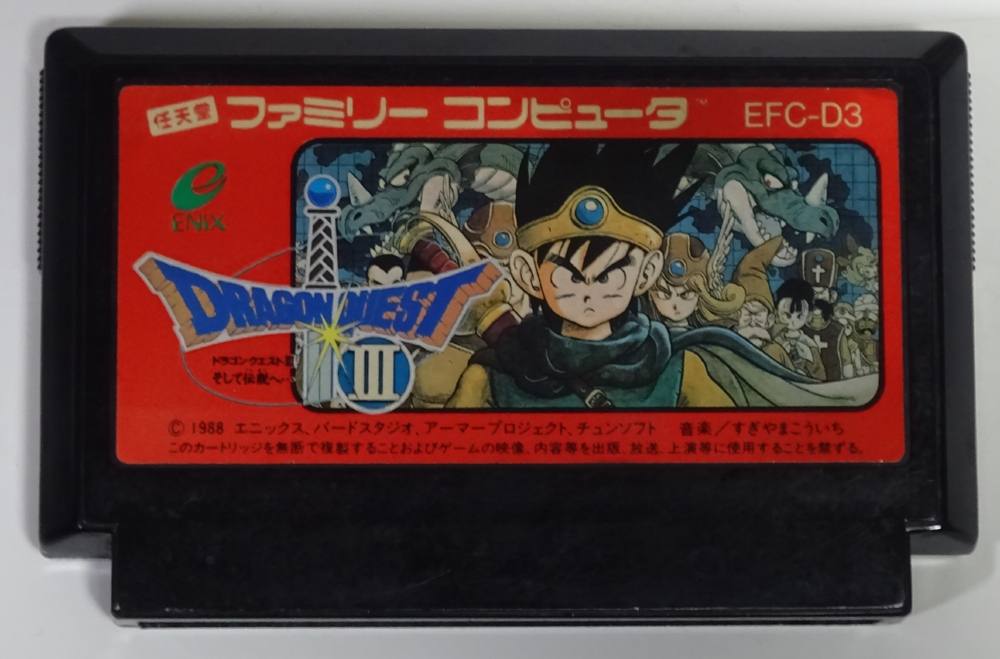 任天堂 ファミリー コンピュータ™ EFC-D3
ENIX
DRAGON QUEST
III
ドラゴンクエストIII
そして伝説へ…
© 1988 エニックス、バードスタジオ、アーマープロジェクト、チュンソフト 音楽/すぎやまこういち
このカートリッジを無断で複製することおよびゲームの映像、内容等を出版、放送、上演等に使用することを禁ずる。